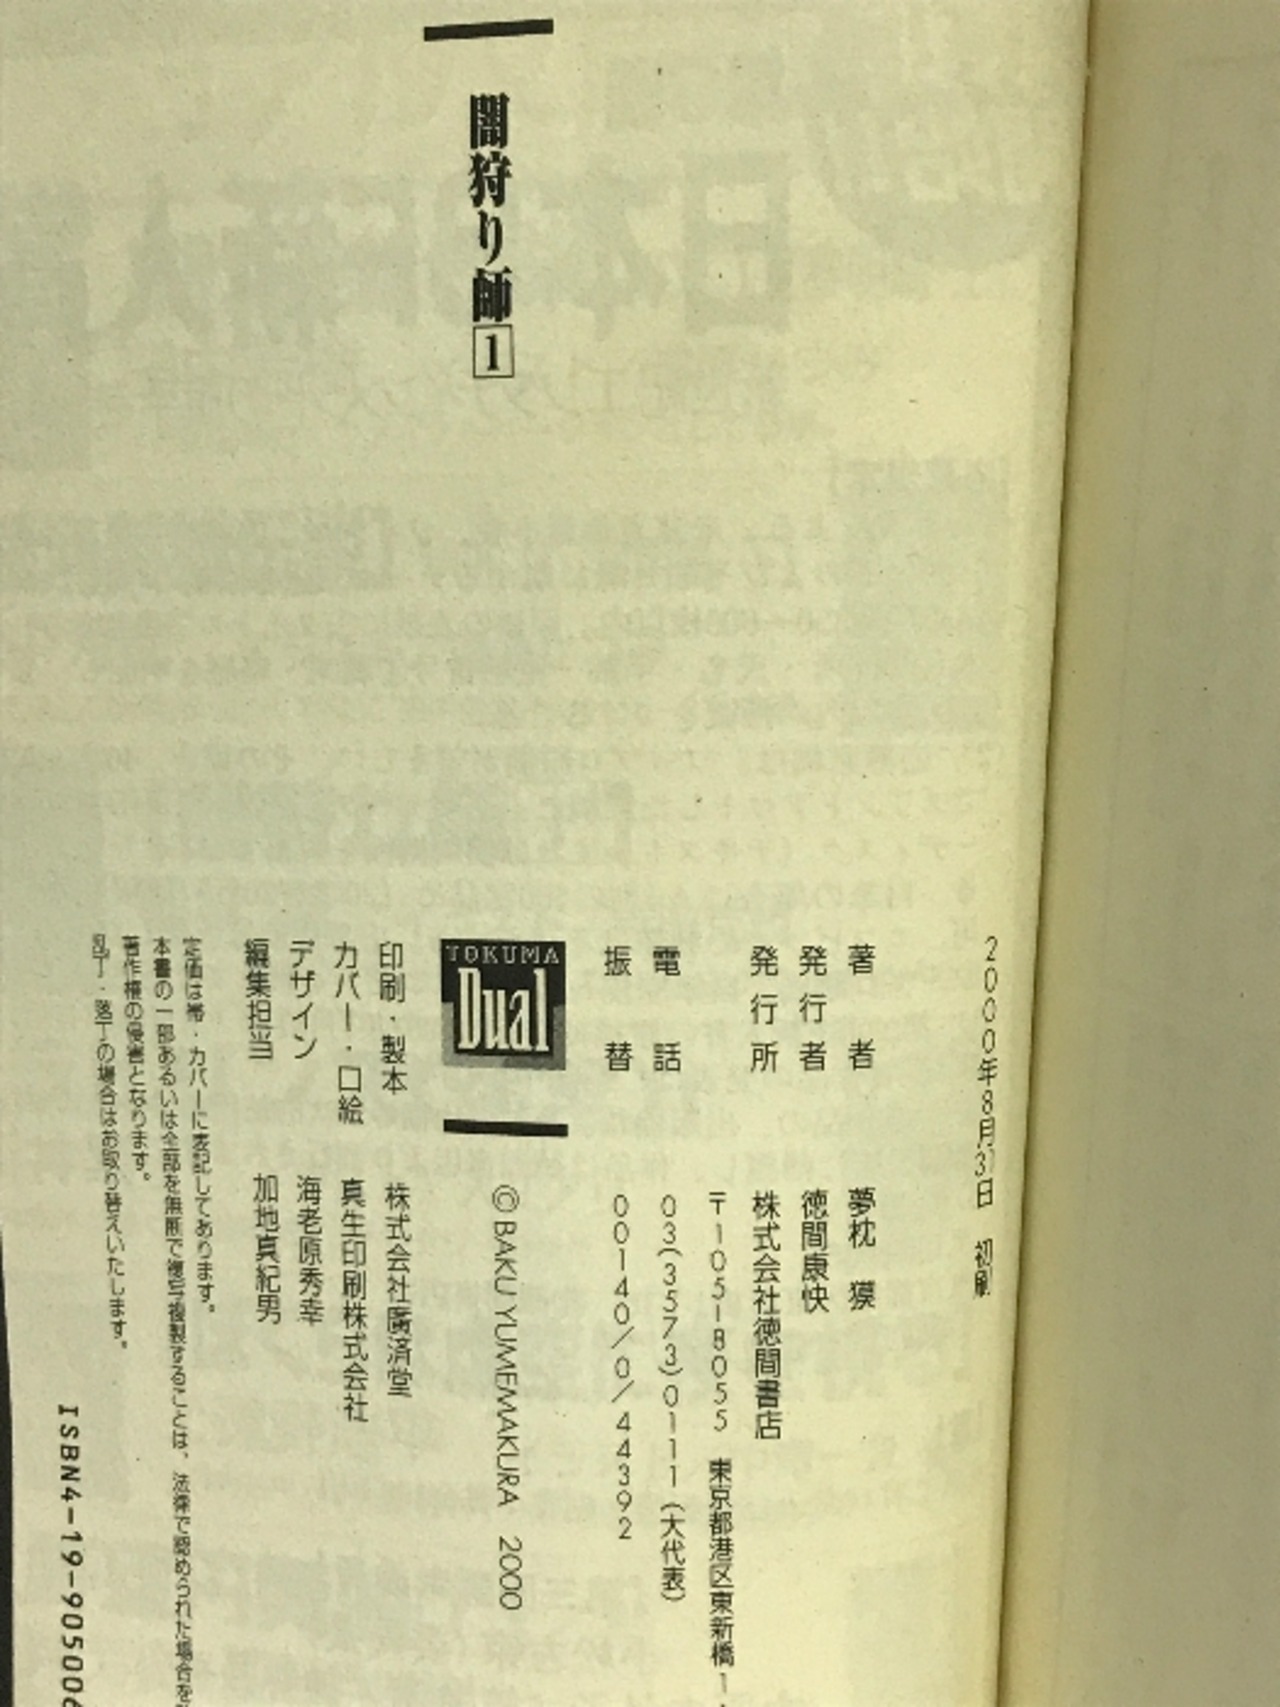 闇狩り師1
2000年8月31日 初刷
著者 夢枕 獏
発行者 徳間康快
発行所 株式会社徳間書店
〒105-8055 東京都港区東新橋1
電話 03(3573)0111(大代表)
振替 00140/0/44392
TOKUMA
Dual
© BAKU YUMEMAKURA 2000
印刷・製本 株式会社廣済堂
カバー・口絵 真生印刷株式会社
デザイン 海老原秀幸
編集担当 加地真紀男
定価は帯・カバーに表記してあります。
本書の一部あるいは全部を無断で複写複製することは、法律で認められた場合を
著作権の侵害となります。
乱丁・落丁の場合はお取り替えいたします。
ISBN4-19-905006